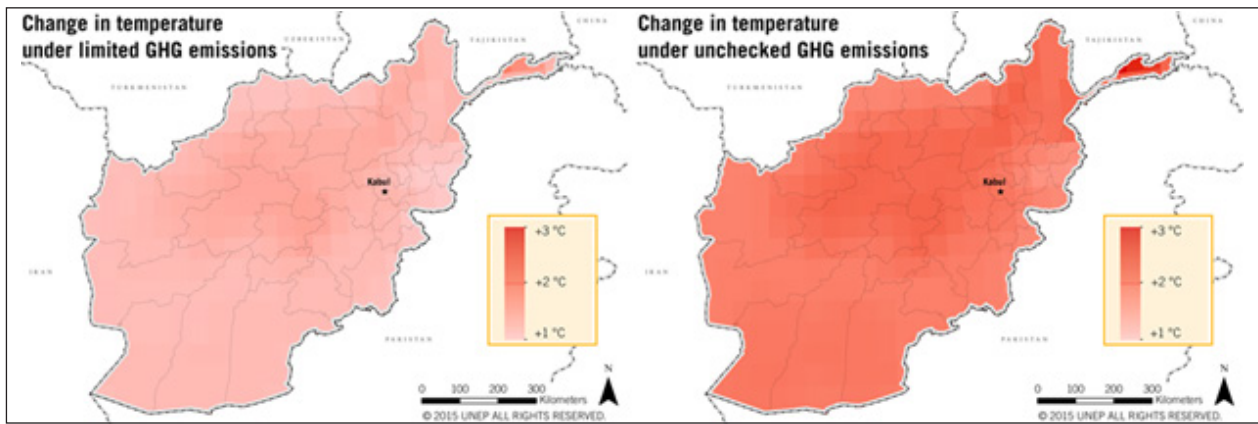 Change in temperature
under limited GHG emissions
UZBEKISTAN
TAJIKISTAN
CHINA
TURKMENISTAN
Kabul
IRAN
PAKISTAN
+3 °C
+2 °C
+1 °C
N
0 100 200 300
Kilometers
© 2015 UNEP ALL RIGHTS RESERVED.
Change in temperature
under unchecked GHG emissions
UZBEKISTAN
TAJIKISTAN
CHINA
TURKMENISTAN
Kabul
IRAN
PAKISTAN
+3 °C
+2 °C
+1 °C
N
0 100 200 300
Kilometers
© 2015 UNEP ALL RIGHTS RESERVED.